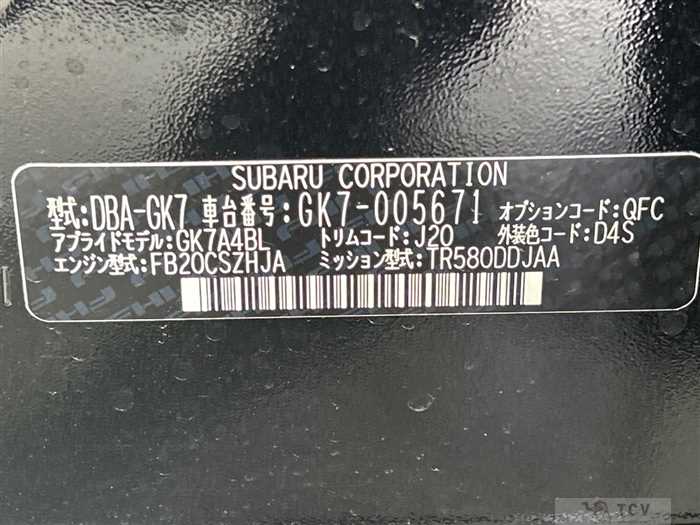 SUBARU CORPORATION
型式:DBA-GK7 車台番号:GK7-005671 オプションコード:QFC
アプライドモデル:GK7A4BL トリムコード:J20 外装色コード:D4S
エンジン型式:FB20CSZHJA ミッション型式:TR580DDJAA
TCV